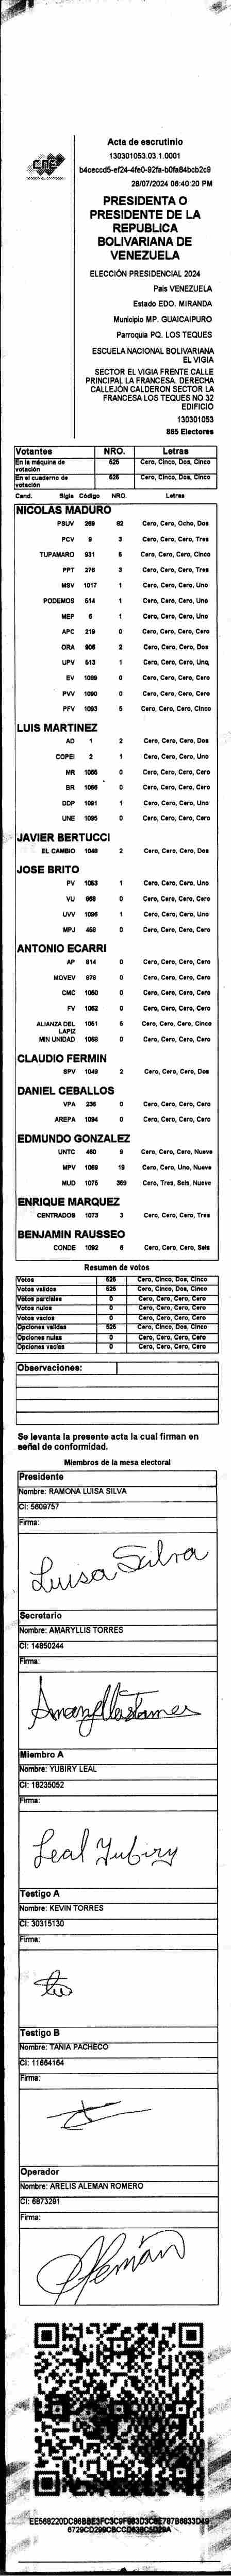 CNE
Acta de escrutinio
130301053.03.1.0001
b4ceccd5-ef24-4fe0-92fa-b0fa84bcb2c9
28/07/2024 06:40:20 PM
PRESIDENTA O
PRESIDENTE DE LA
REPUBLICA
BOLIVARIANA DE
VENEZUELA
ELECCIÓN PRESIDENCIAL 2024
País VENEZUELA
Estado EDO. MIRANDA
Municipio MP. GUAICAIPURO
Parroquia PQ. LOS TEQUES
ESCUELA NACIONAL BOLIVARIANA
EL VIGIA
SECTOR EL VIGIA FRENTE CALLE
PRINCIPAL LA FRANCESA. DERECHA
CALLEJÓN CALDERON SECTOR LA
FRANCESA LOS TEQUES NO 32
EDIFICIO
130301053
865 Electores
Votantes NRO. Letras
En la máquina de votación 525 Cero, Cinco, Dos, Cinco
En el cuaderno de votación 525 Cero, Cinco, Dos, Cinco
Cand. Sigla Código NRO. Letras
NICOLAS MADURO
PSUV 269 82 Cero, Cero, Ocho, Dos
PCV 9 3 Cero, Cero, Cero, Tres
TUPAMARO 931 5 Cero, Cero, Cero, Cinco
PPT 276 3 Cero, Cero, Cero, Tres
MSV 1017 1 Cero, Cero, Cero, Uno
PODEMOS 514 1 Cero, Cero, Cero, Uno
MEP 6 1 Cero, Cero, Cero, Uno
APC 219 0 Cero, Cero, Cero, Cero
ORA 906 2 Cero, Cero, Cero, Dos
UPV 513 1 Cero, Cero, Cero, Uno
EV 1089 0 Cero, Cero, Cero, Cero
PVV 1090 0 Cero, Cero, Cero, Cero
PFV 1093 5 Cero, Cero, Cero, Cinco
LUIS MARTINEZ
AD 1 2 Cero, Cero, Cero, Dos
COPEI 2 1 Cero, Cero, Cero, Uno
MR 1055 0 Cero, Cero, Cero, Cero
BR 1066 0 Cero, Cero, Cero, Cero
DDP 1091 1 Cero, Cero, Cero, Uno
UNE 1095 0 Cero, Cero, Cero, Cero
JAVIER BERTUCCI
EL CAMBIO 1048 2 Cero, Cero, Cero, Dos
JOSE BRITO
PV 1053 1 Cero, Cero, Cero, Uno
VU 968 0 Cero, Cero, Cero, Cero
UVV 1096 1 Cero, Cero, Cero, Uno
MPJ 458 0 Cero, Cero, Cero, Cero
ANTONIO ECARRI
AP 914 0 Cero, Cero, Cero, Cero
MOVEV 978 0 Cero, Cero, Cero, Cero
CMC 1050 0 Cero, Cero, Cero, Cero
FV 1052 0 Cero, Cero, Cero, Cero
ALIANZA DEL LAPIZ 1051 5 Cero, Cero, Cero, Cinco
MIN UNIDAD 1068 0 Cero, Cero, Cero, Cero
CLAUDIO FERMIN
SPV 1049 2 Cero, Cero, Cero, Dos
DANIEL CEBALLOS
VPA 236 0 Cero, Cero, Cero, Cero
AREPA 1094 0 Cero, Cero, Cero, Cero
EDMUNDO GONZALEZ
UNTC 460 9 Cero, Cero, Cero, Nueve
MPV 1069 19 Cero, Cero, Uno, Nueve
MUD 1075 369 Cero, Tres, Seis, Nueve
ENRIQUE MARQUEZ
CENTRADOS 1073 3 Cero, Cero, Cero, Tres
BENJAMIN RAUSSEO
CONDE 1092 6 Cero, Cero, Cero, Seis
Resumen de votos
Votos 525 Cero, Cinco, Dos, Cinco
Votos validos 525 Cero, Cinco, Dos, Cinco
Votos parciales 0 Cero, Cero, Cero, Cero
Votos nulos 0 Cero, Cero, Cero, Cero
Votos vacios 0 Cero, Cero, Cero, Cero
Opciones validas 525 Cero, Cinco, Dos, Cinco
Opciones nulas 0 Cero, Cero, Cero, Cero
Opciones vacías 0 Cero, Cero, Cero, Cero
Observaciones:
Se levanta la presente acta la cual firman en
señal de conformidad.
Miembros de la mesa electoral
Presidente
Nombre: RAMONA LUISA SILVA
CI: 5609757
Firma:
Luisa Silva
Secretario
Nombre: AMARYLLIS TORRES
CI: 14850244
Firma:
Miembro A
Nombre: YUBIRY LEAL
CI: 18235052
Firma:
Leal Yubiry
Testigo A
Nombre: KEVIN TORRES
CI: 30315130
Firma:
Testigo B
Nombre: TANIA PACHECO
CI: 11664164
Firma:
Operador
Nombre: ARELIS ALEMAN ROMERO
CI: 6873291
Firma:
Aleman